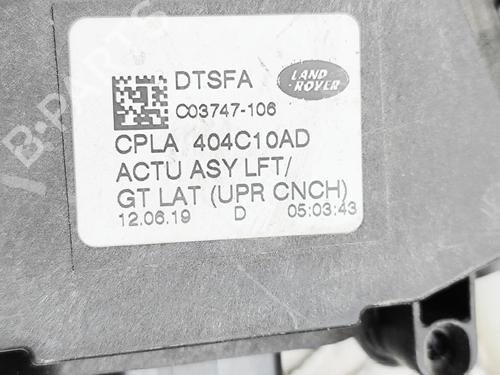 DTSFA
LAND
ROVER
C03747-106
CPLA 404C10AD
ACTU ASY LFT/
GT LAT (UPR CNCH)
12.06.19 D 05:03:43
B-PARTS